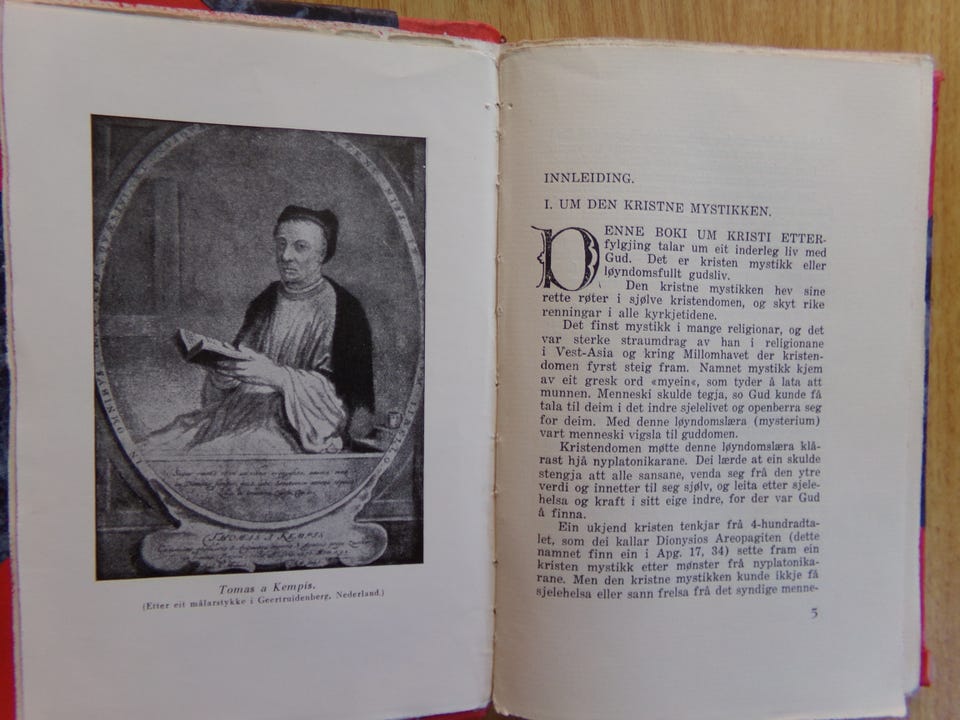 THOMAS A KEMPIS
Tomas a Kempis.
(Etter eit målarstykke i Geertruidenberg, Nederland.)
INNLEIDING.
I. UM DEN KRISTNE MYSTIKKEN.
DENNE BOKI UM KRISTI ETTER-
fylgjing talar um eit inderleg liv med
Gud. Det er kristen mystikk eller
løyndomsfullt gudsliv.
Den kristne mystikken hev sine
rette røter i sjølve kristendomen, og skyt rike
renningar i alle kyrkjetidene.
Det finst mystikk i mange religionar, og det
var sterke straumdrag av han i religionane
i Vest-Asia og kring Millomhavet der kristen-
domen fyrst steig fram. Namnet mystikk kjem
av eit gresk ord «myein«, som tyder å lata att
munnen. Menneski skulde tegja, so Gud kunde få
tala til deim i det indre sjelelivet og openberra seg
for deim. Med denne løyndomslæra (mysterium)
vart menneski vigsla til guddomen.
Kristendomen møtte denne løyndomslæra klå-
rast hjå nyplatonikarane. Dei lærde at ein skulde
stengja att alle sansane, venda seg frå den ytre
verdi og innetter til seg sjølv, og leita etter sjele-
helsa og kraft i sitt eige indre, for der var Gud
å finna.
Ein ukjend kristen tenkjar frå 4-hundradta-
let, som dei kallar Dionysios Areopagiten (dette
namnet finn ein i Apg. 17, 34) sette fram ein
kristen mystikk etter mønster frå nyplatonika-
rane. Men den kristne mystikken kunde ikkje få
sjelehelsa eller sann frelsa frå det syndige menne-
5